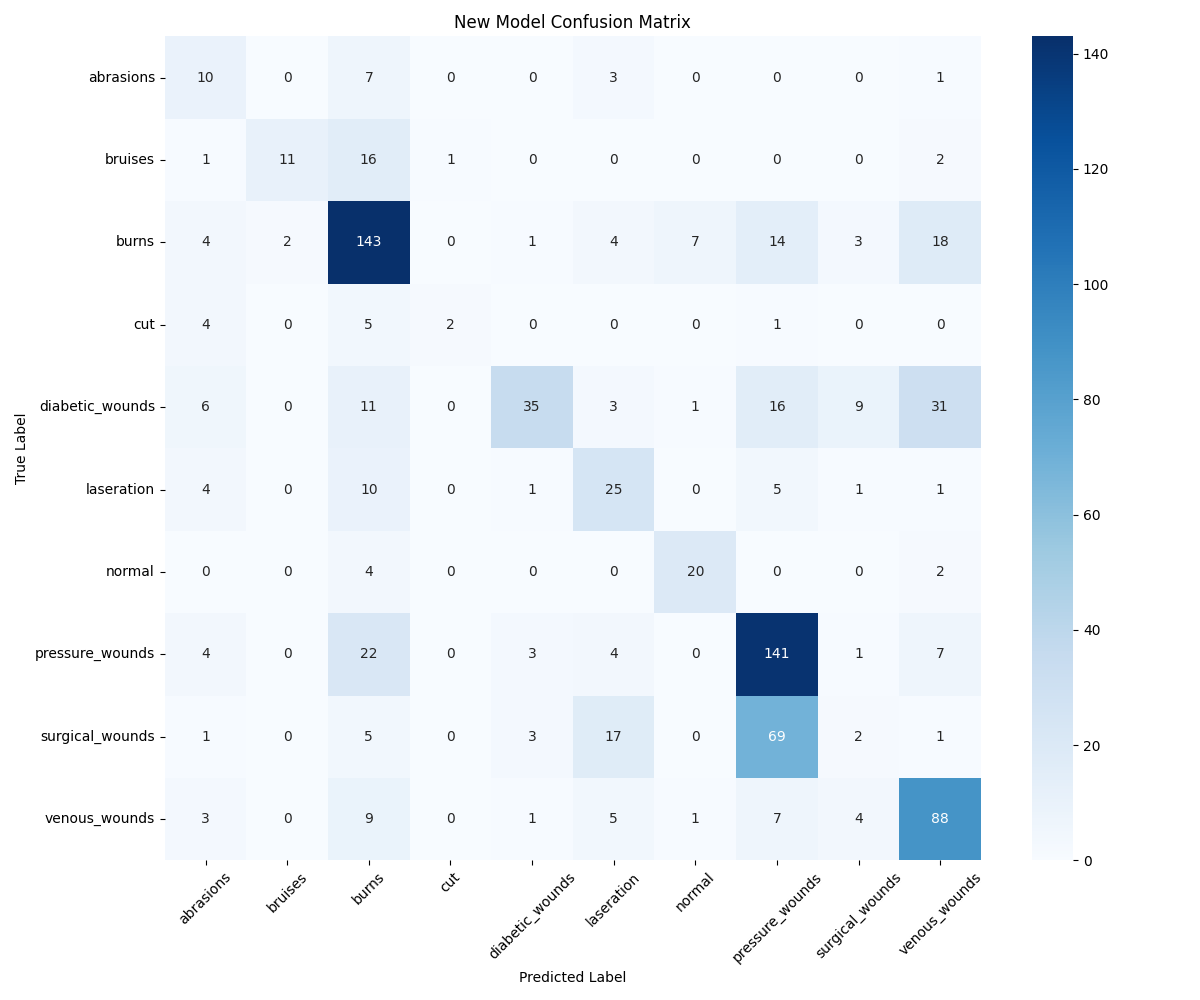 New Model Confusion Matrix
abrasions 10 0 7 0 0 3 0 0 0 1
bruises 1 11 16 1 0 0 0 0 0 2
burns 4 2 143 0 1 4 7 14 3 18
cut 4 0 5 2 0 0 0 1 0 0
diabetic_wounds 6 0 11 0 35 3 1 16 9 31
laseration 4 0 10 0 1 25 0 5 1 1
normal 0 0 4 0 0 0 20 0 0 2
pressure_wounds 4 0 22 0 3 4 0 141 1 7
surgical_wounds 1 0 5 0 3 17 0 69 2 1
venous_wounds 3 0 9 0 1 5 1 7 4 88
True Label
abrasions bruises burns cut diabetic_wounds laseration normal pressure_wounds surgical_wounds venous_wounds
Predicted Label
140
120
100
80
60
40
20
0